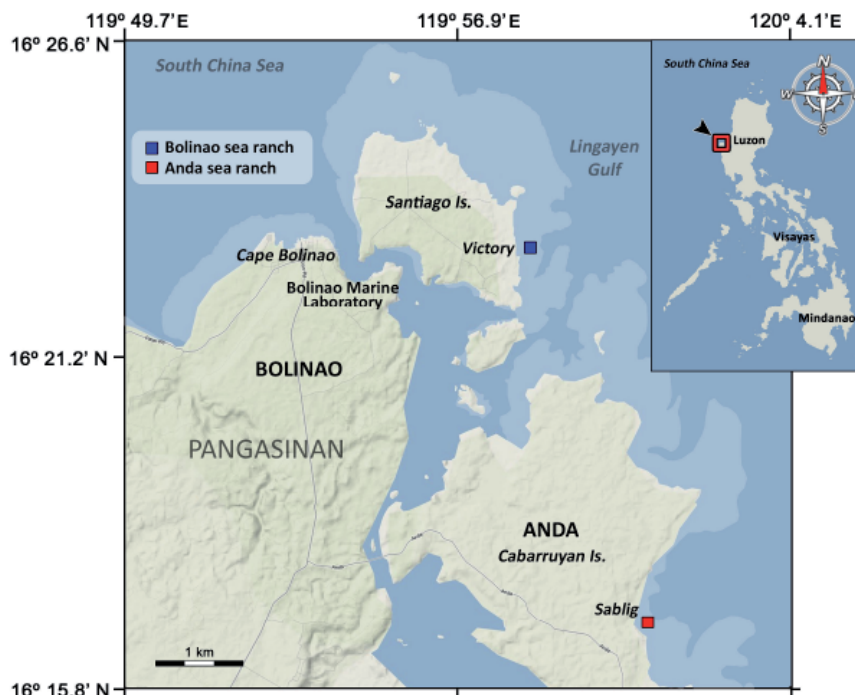 119º 49.7’ E
119º 56.9’E
120º 4.1’E
16º 26.6’ N
South China Sea
Bolinao sea ranch
Anda sea ranch
Lingayen
Gulf
Santiago Is.
Victory
Cape Bolinao
Bolinao Marine
Laboratory
16º 21.2’ N
BOLINAO
PANGASINAN
ANDA
Cabarruyan Is.
Sablig
1 km
16º 15.8’ N
South China Sea
N
W
S
Luzon
Visayas
Mindanao